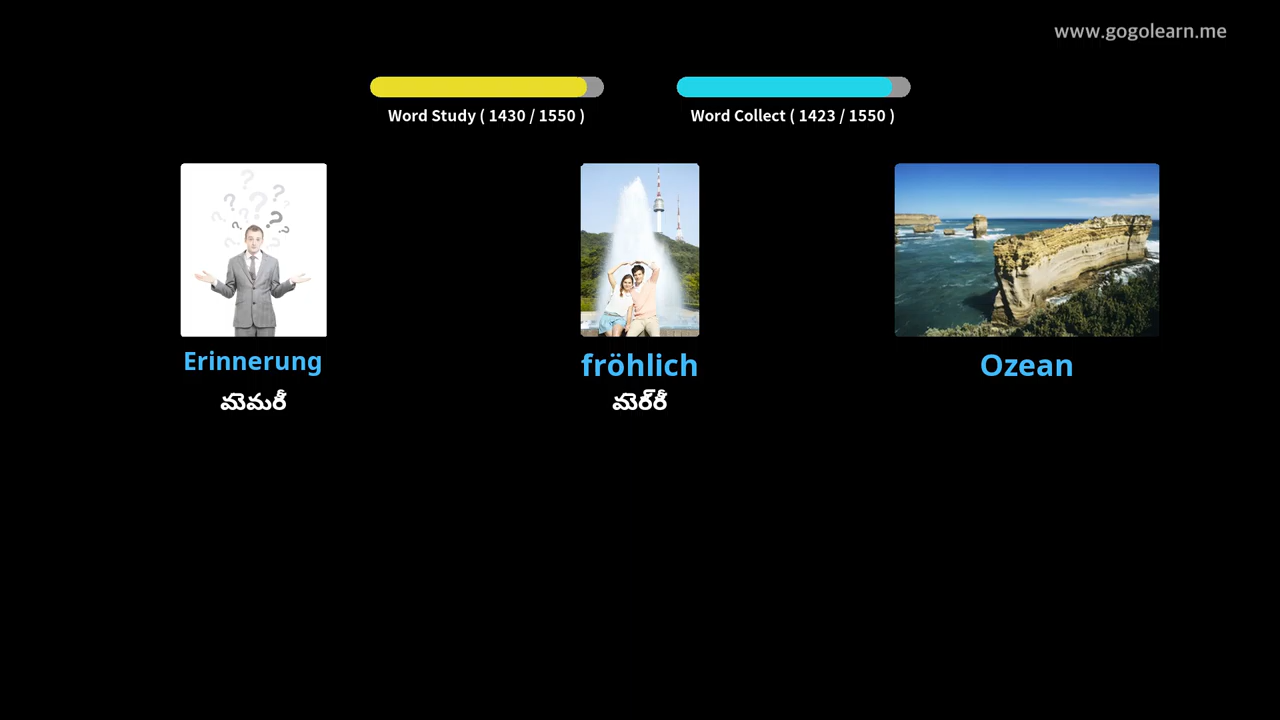 www.gogolearn.me
Word Study ( 1430 / 1550 )
Word Collect ( 1423 / 1550 )
Erinnerung
fröhlich
Ozean
మెమరీ
మెర్రీ